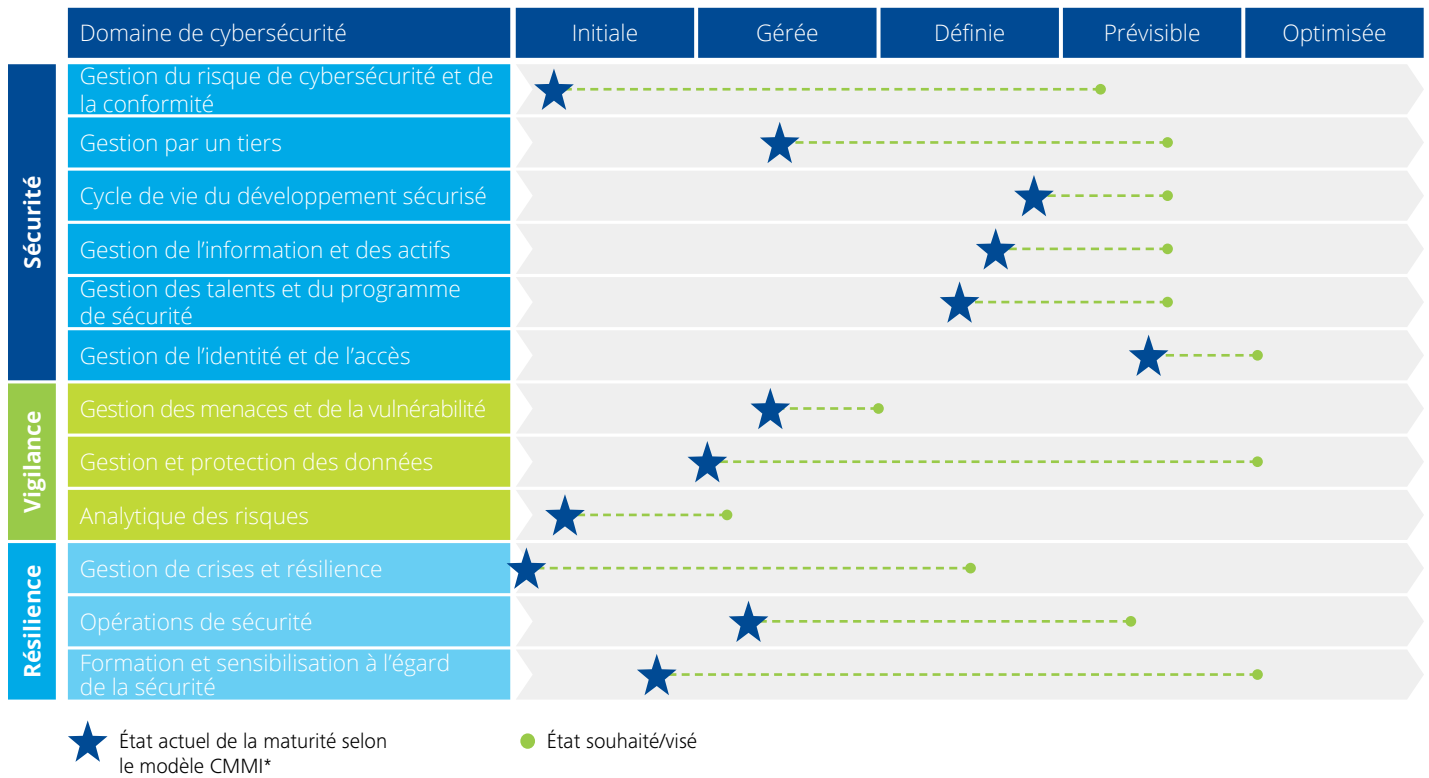 Domaine de cybersécurité
Initiale
Gérée
Définie
Prévisible
Optimisée
Sécurité
Gestion du risque de cybersécurité et de
la conformité
Gestion par un tiers
Cycle de vie du développement sécurisé
Gestion de l’information et des actifs
Gestion des talents et du programme
de sécurité
Gestion de l’identité et de l’accès
Vigilance
Gestion des menaces et de la vulnérabilité
Gestion et protection des données
Analytique des risques
Résilience
Gestion de crises et résilience
Opérations de sécurité
Formation et sensibilisation à l’égard
de la sécurité
État actuel de la maturité selon
le modèle CMMI*
État souhaité/visé